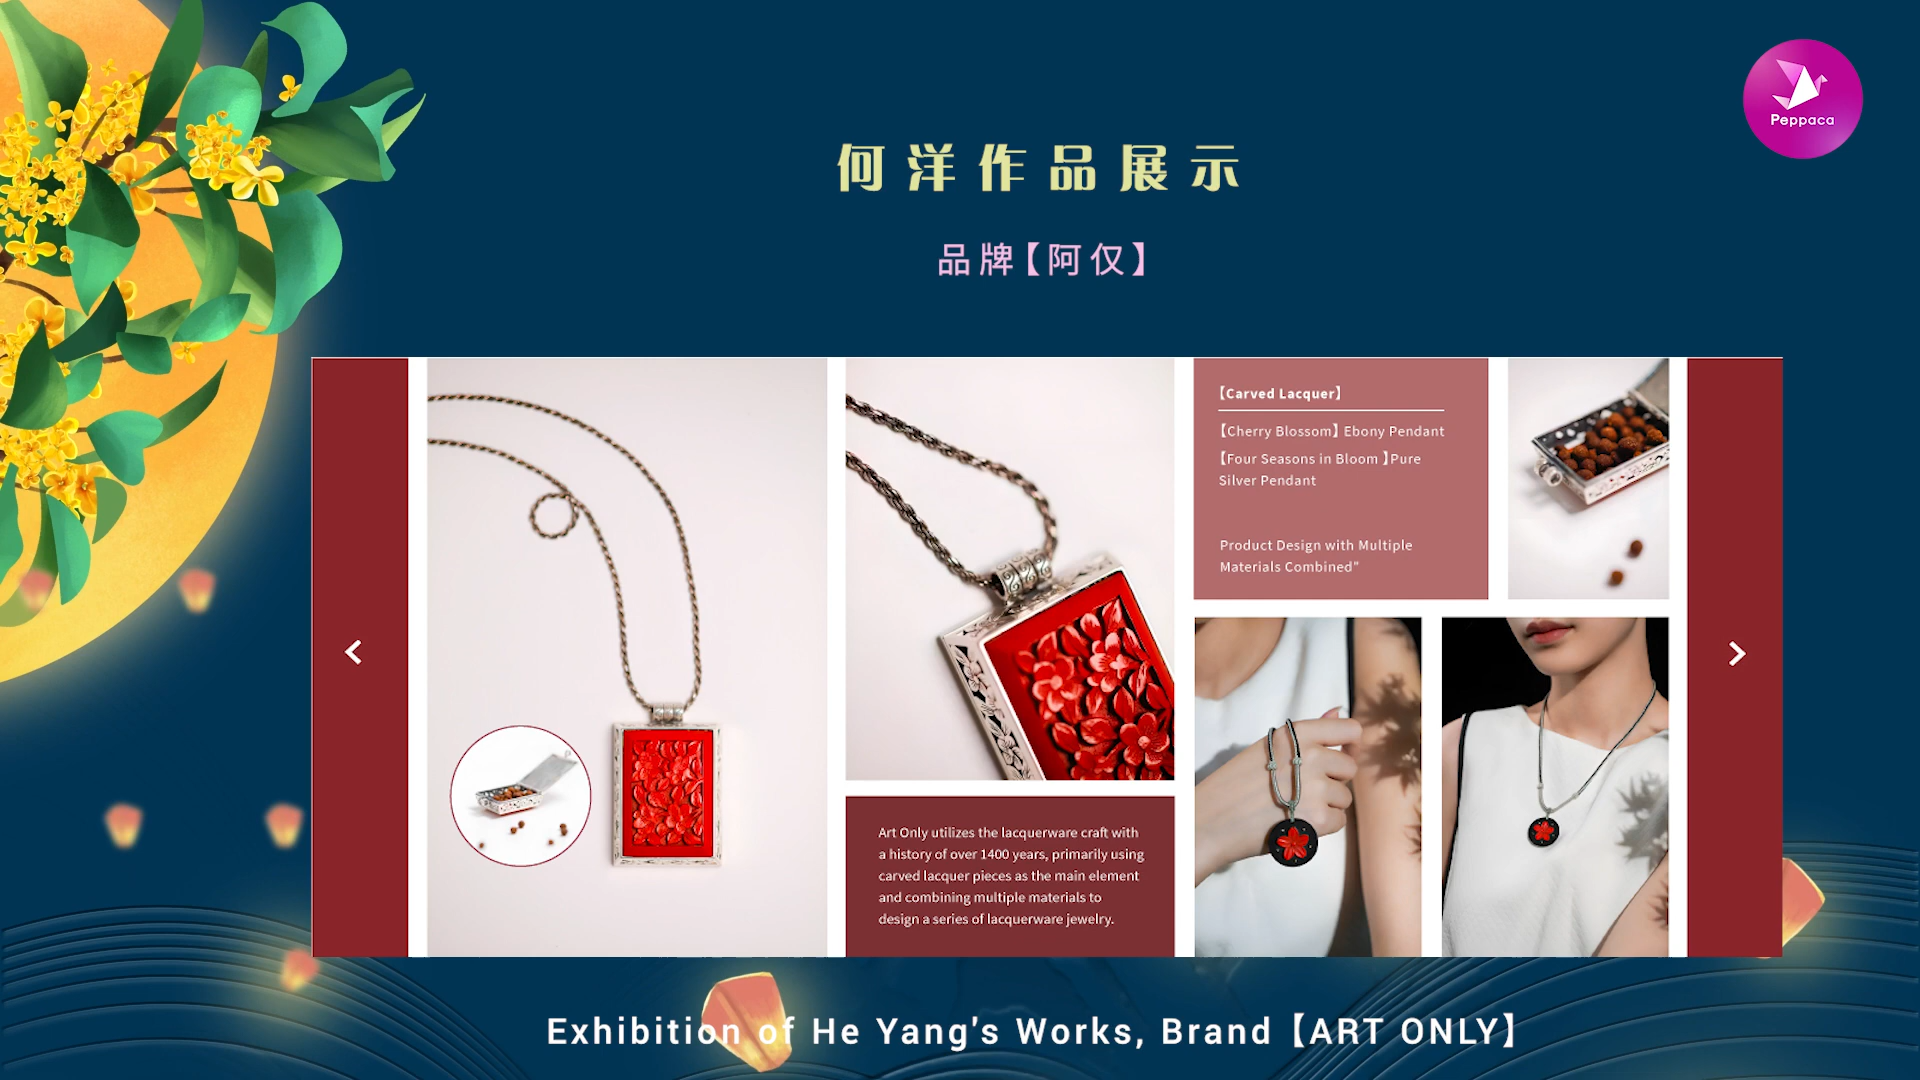 Peppaca
何洋作品展示
品牌【阿仅】
【Carved Lacquer】
【Cherry Blossom】 Ebony Pendant
【Four Seasons in Bloom 】Pure
Silver Pendant
Product Design with Multiple
Materials Combined"
Art Only utilizes the lacquerware craft with
a history of over 1400 years, primarily using
carved lacquer pieces as the main element
and combining multiple materials to
design a series of lacquerware jewelry.
Exhibition of He Yang's Works, Brand【ART ONLY】